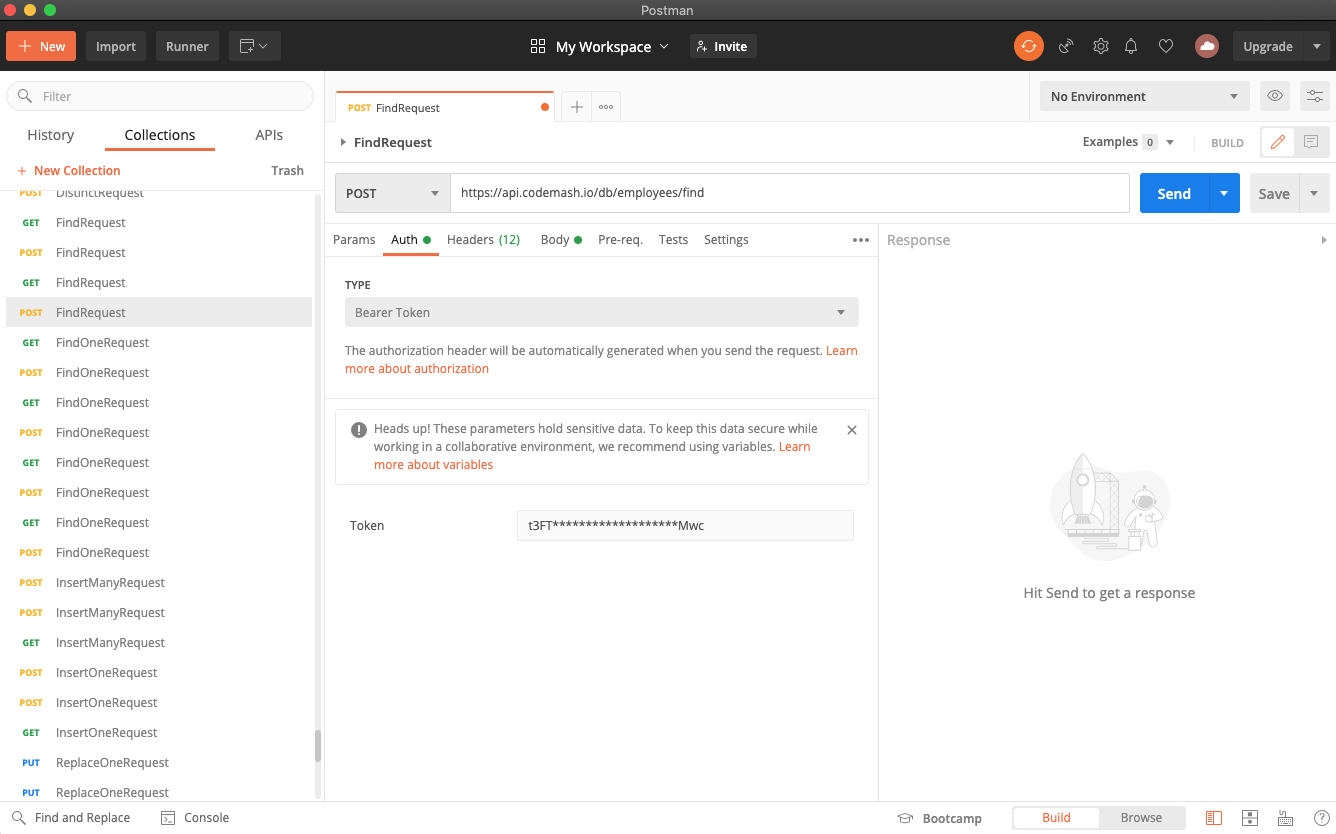 Postman
New
Import
Runner
My Workspace
Invite
Upgrade
Filter
History
Collections
APIs
+ New Collection
Trash
POST DistinctRequest
GET FindRequest
POST FindRequest
GET FindRequest
POST FindRequest
GET FindOneRequest
POST FindOneRequest
GET FindOneRequest
POST FindOneRequest
GET FindOneRequest
POST FindOneRequest
GET FindOneRequest
POST FindOneRequest
POST InsertManyRequest
POST InsertManyRequest
GET InsertManyRequest
POST InsertOneRequest
POST InsertOneRequest
GET InsertOneRequest
PUT ReplaceOneRequest
PUT ReplaceOneRequest
POST FindRequest
No Environment
FindRequest
Examples 0
BUILD
POST
https://api.codemash.io/db/employees/find
Send
Save
Params
Auth
Headers (12)
Body
Pre-req.
Tests
Settings
TYPE
Bearer Token
The authorization header will be automatically generated when you send the request. Learn
more about authorization
Heads up! These parameters hold sensitive data. To keep this data secure while
working in a collaborative environment, we recommend using variables. Learn
more about variables
Token
t3FT*******************Mwc
Response
Hit Send to get a response
Find and Replace
Console
Bootcamp
Build
Browse